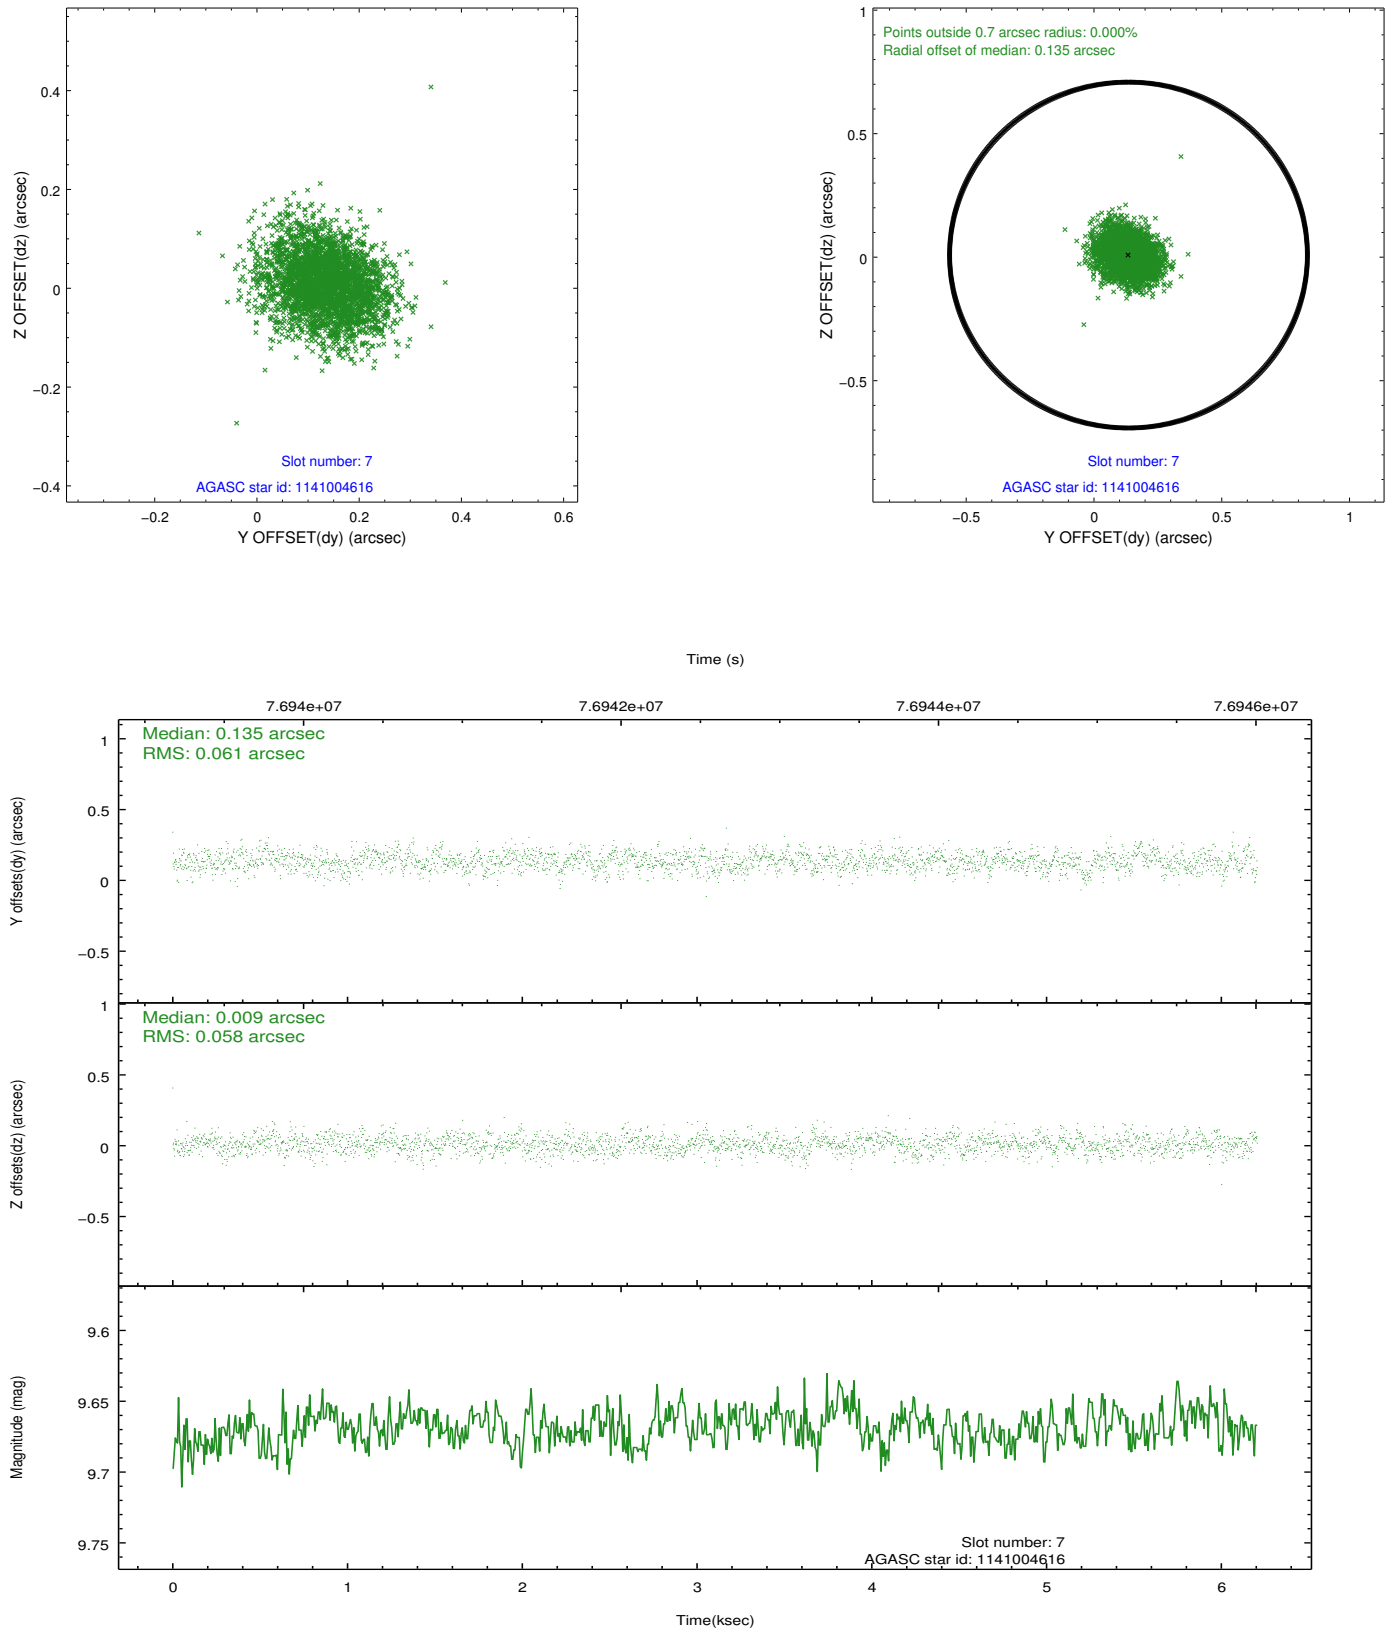 0.4
0.2
0
−0.2
−0.4
Z OFFSET(dz) (arcsec)
Slot number: 7
AGASC star id: 1141004616
−0.2
0
0.2
0.4
0.6
Y OFFSET(dy) (arcsec)
1
0.5
0
−0.5
Z OFFSET(dz) (arcsec)
Points outside 0.7 arcsec radius: 0.000%
Radial offset of median: 0.135 arcsec
Slot number: 7
AGASC star id: 1141004616
−0.5
0
0.5
1
Y OFFSET(dy) (arcsec)
Time (s)
7.694e+07
7.6942e+07
7.6944e+07
7.6946e+07
Median: 0.135 arcsec
RMS: 0.061 arcsec
1
0.5
0
−0.5
Y offsets(dy) (arcsec)
Median: 0.009 arcsec
RMS: 0.058 arcsec
1
0.5
0
−0.5
Z offsets(dz) (arcsec)
9.6
9.65
9.7
9.75
Magnitude (mag)
Slot number: 7
AGASC star id: 1141004616
0
1
2
3
4
5
6
Time(ksec)